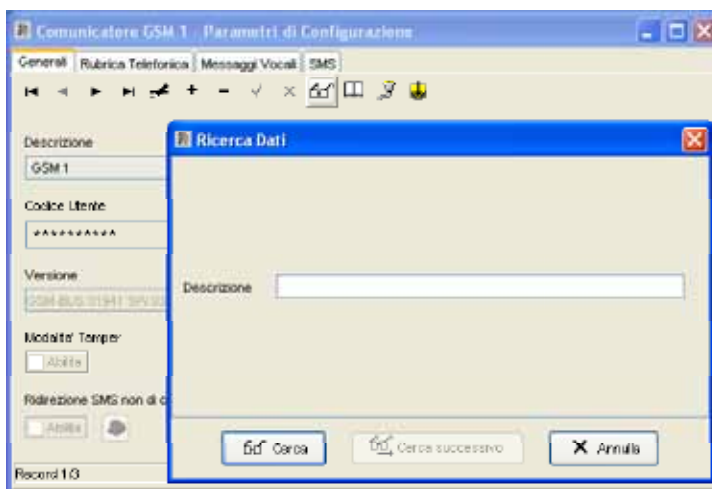 Comunicatore GSM 1 - Parametri di Configurazione
Generali Rubrica Telefonica Messaggi Vocali SMS
Ricerca Dati
Descrizione
GSM 1
Codice Utente
**********
Versione
Descrizione
Modalita' Tamper
Abilita
Ridirezione SMS non di
Abilita
Cerca Cerca successivo Annulla
Record 1/3